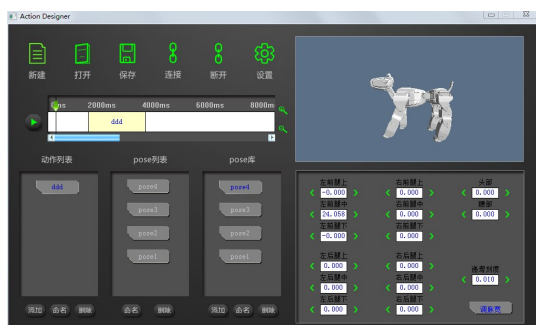 Action Designer
新建 打开 保存 连接 断开 设置
0ms 2000ms 4000ms 6000ms 8000m
ddd
动作列表 pose列表 pose库
ddd pose4 pose4
pose3 pose3
pose2 pose2
pose1 pose1
添加 命名 删除 命名 删除 添加 命名 删除
左前腿上 右前腿上 头部
-0.000 0.000 0.000
左前腿中 右前腿中 腰部
24.058 0.000 0.000
左前腿下 右前腿下
-0.000 0.000
左后腿上 右后腿上
0.000 0.000
左后腿中 右后腿中
0.000 0.000 0.010
左后腿下 右后腿下
0.000 0.000